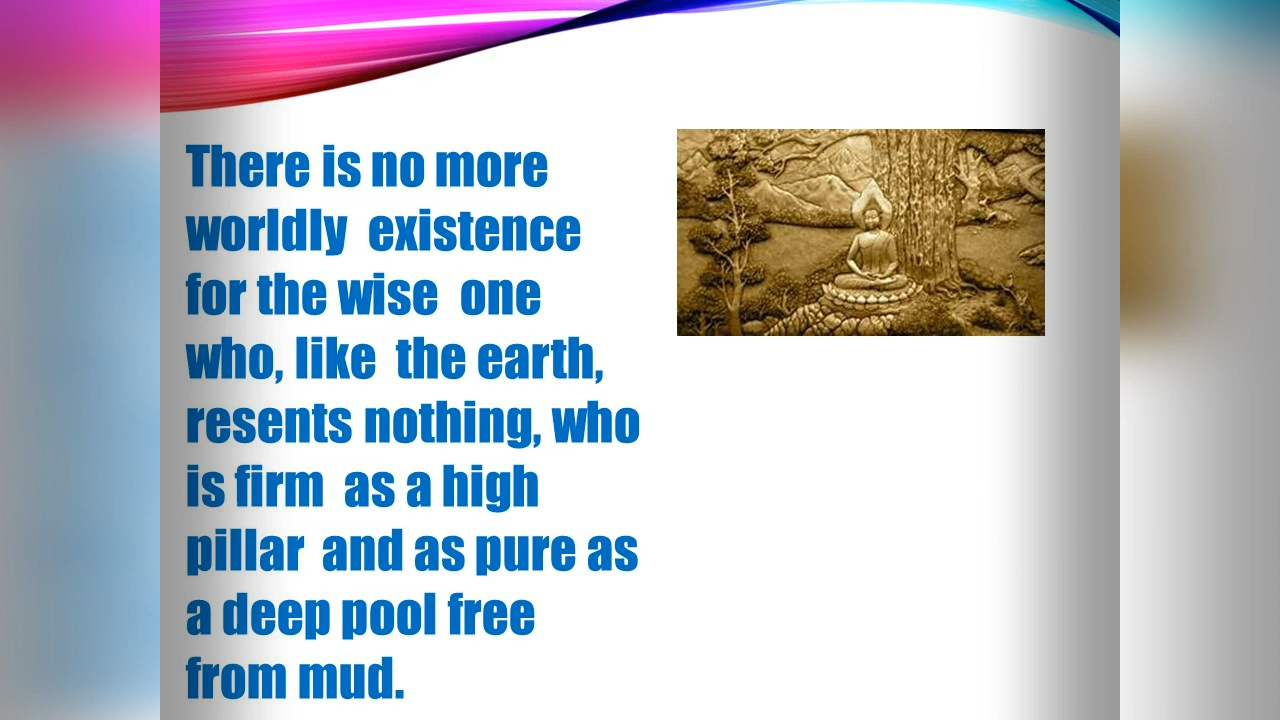 There is no more
worldly existence
for the wise one
who, like the earth,
resents nothing, who
is firm as a high
pillar and as pure as
a deep pool free
from mud.